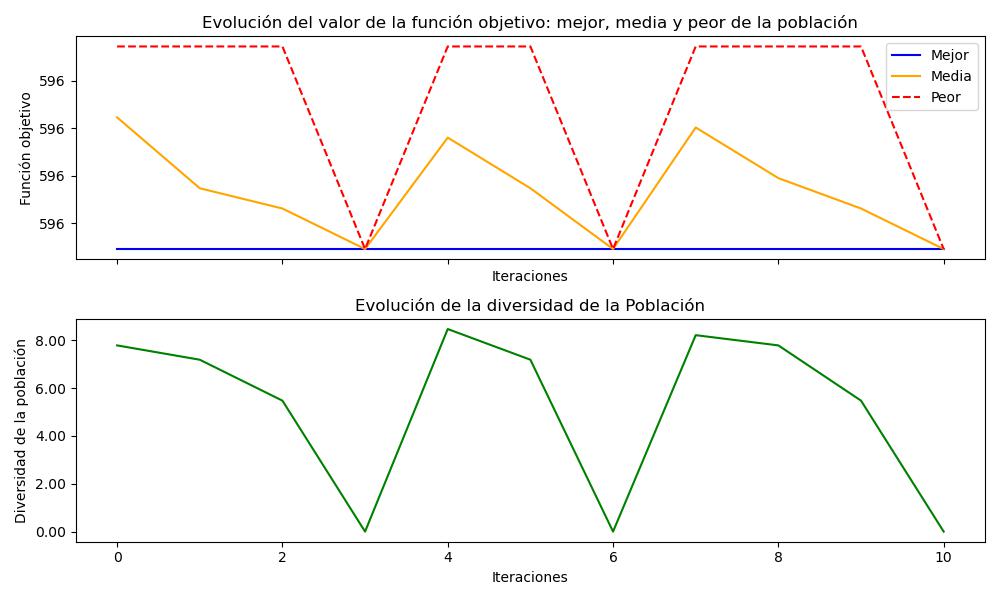 Evolución del valor de la función objetivo: mejor, media y peor de la población
Función objetivo
596
596
596
596
Mejor
Media
Peor
Iteraciones
Evolución de la diversidad de la Población
Diversidad de la población
8.00
6.00
4.00
2.00
0.00
0 2 4 6 8 10
Iteraciones